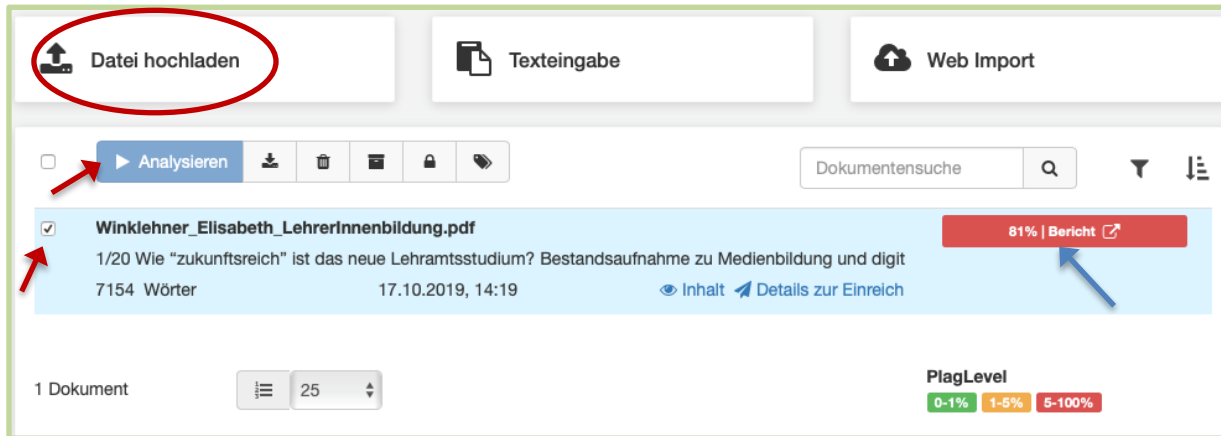 Datei hochladen Texteingabe Web Import
Analysieren Dokumentensuche
Winklehner_Elisabeth_LehrerInnenbildung.pdf 81% | Bericht
1/20 Wie “zukunftsreich” ist das neue Lehramtsstudium? Bestandsaufnahme zu Medienbildung und digit
7154 Wörter 17.10.2019, 14:19 Inhalt Details zur Einreich
PlagLevel
1 Dokument 25
0-1% 1-5% 5-100%